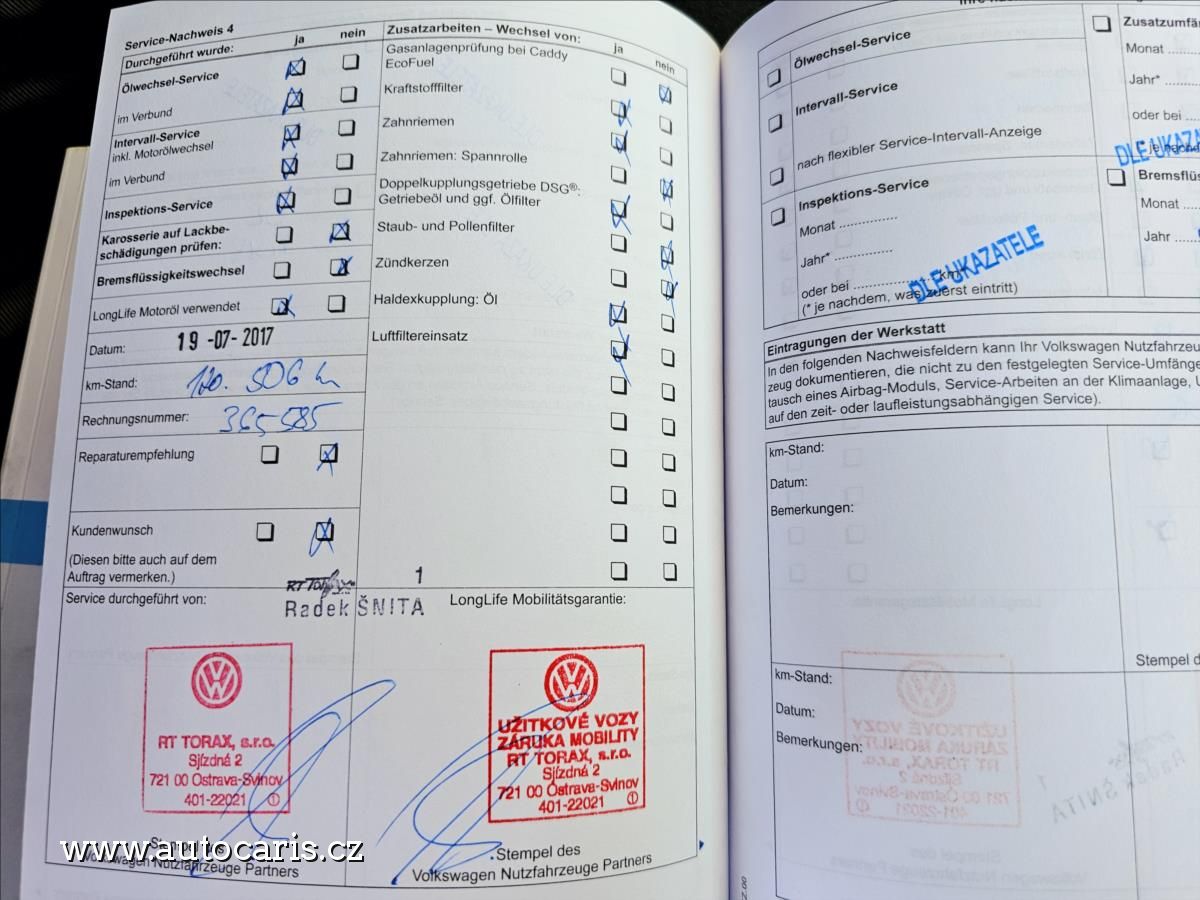 Service-Nachweis 4
Durchgeführt wurde: ja nein
Ölwechsel-Service
im Verbund
Intervall-Service
inkl. Motorölwechsel
im Verbund
Inspektions-Service
Karosserie auf Lackbe-
schädigungen prüfen:
Bremsflüssigkeitswechsel
LongLife Motoröl verwendet
Datum: 19 -07- 2017
km-Stand: 120. 506
Rechnungsnummer: 365585
Reparaturempfehlung
Kundenwunsch
(Diesen bitte auch auf dem
Auftrag vermerken.)
Zusatzarbeiten – Wechsel von: ja nein
Gasanlagenprüfung bei Caddy
EcoFuel
Kraftstofffilter
Zahnriemen
Zahnriemen: Spannrolle
Doppelkupplungsgetriebe DSG®:
Getriebeöl und ggf. Ölfilter
Staub- und Pollenfilter
Zündkerzen
Haldexkupplung: Öl
Luftfiltereinsatz
1
Radek ŠNITA
Service durchgeführt von:
LongLife Mobilitätsgarantie:
RT TORAX, s.r.o.
Sjízdná 2
721 00 Ostrava-Svinov
401-22021 1
UŽITKOVÉ VOZY
ZÁRUKA MOBILITY
RT TORAX, s.r.o.
Sjízdná 2
721 00 Ostrava-Svinov
401-22021 1
Volkswagen Nutzfahrzeuge Partners
Stempel des
Volkswagen Nutzfahrzeuge Partners
www.autocaris.cz
Ölwechsel-Service
Intervall-Service
nach flexibler Service-Intervall-Anzeige
Inspektions-Service
Monat .............
Jahr* .............
oder bei ............. km*
(* je nachdem, was zuerst eintritt)
DLE UKAZATELE
Zusatzumfä
Monat
Jahr*
oder bei
* je nach
DLE UKAZA
Bremsflüs
Monat
Jahr
Eintragungen der Werkstatt
In den folgenden Nachweisfeldern kann Ihr Volkswagen Nutzfahrzeu
zeug dokumentieren, die nicht zu den festgelegten Service-Umfänge
tausch eines Airbag-Moduls, Service-Arbeiten an der Klimaanlage, U
auf den zeit- oder laufleistungsabhängigen Service).
km-Stand:
Datum:
Bemerkungen:
Stempel d
km-Stand:
Datum:
Bemerkungen: